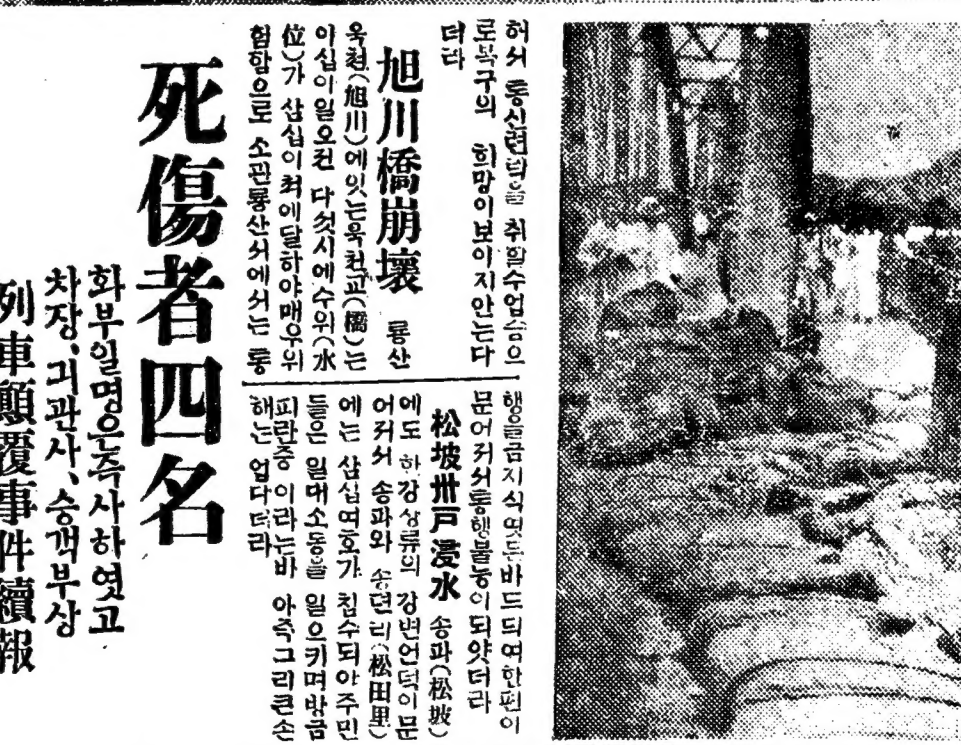 허서 통신련락을 취할수업슴으
로복구의 희망이보이지안는다
더라
旭川橋崩壞 룡산
욱쳔(旭川)에잇는욱쳔교(橋)는
이십이일오젼 다섯시에수위(水
位)가 삼십이척에달하야매우위
험함으로 소관룡산서에서는 통
행을금지식엿든바드듸여한편이
문어져서통행불능이되얏더라
松坡卅戶浸水 송파(松坡)
에도 한강상류의 강변언덕이문
어져서 송파와 송뎐리(松田里)
에는 삼십여호가 침수되야주민
들은 일대소동을 일으키며방금
피란중 이라는바 아즉그리큰손
해는 업다더라
死傷者四名
화부일명은즉사하엿고
차장、긔관사、승객부상
列車顚覆事件續報